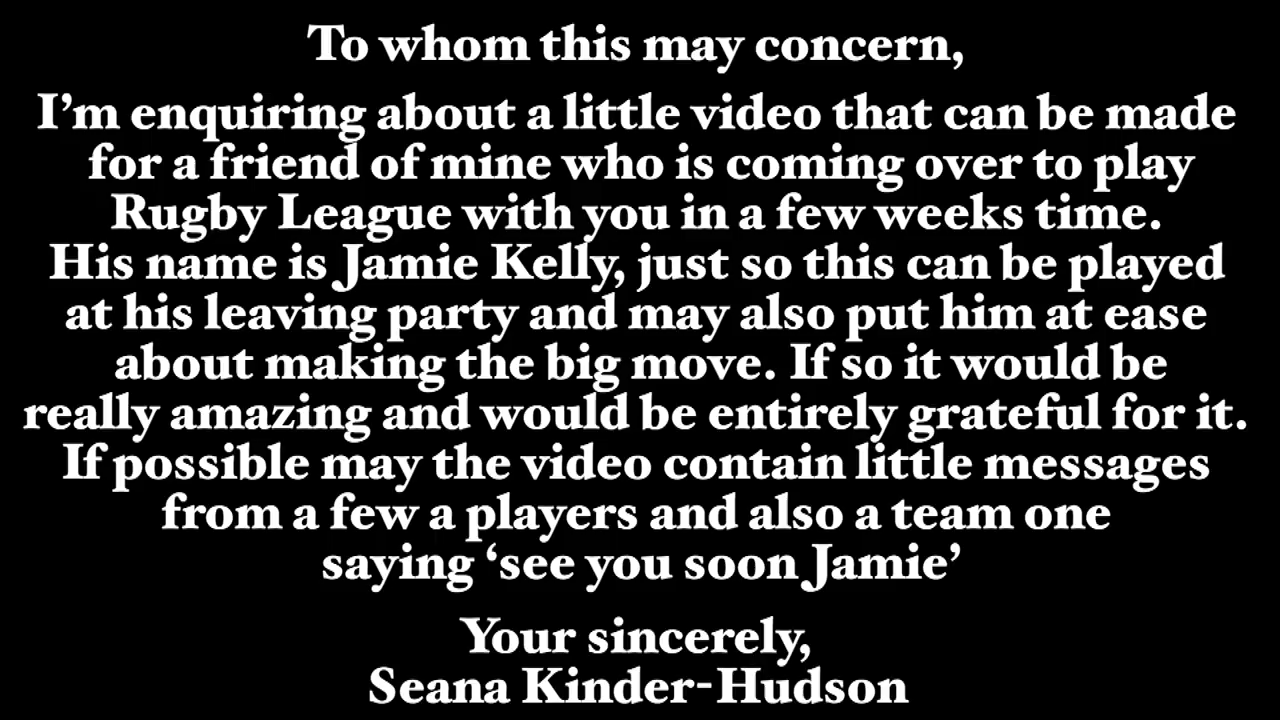 To whom this may concern,
I’m enquiring about a little video that can be made
for a friend of mine who is coming over to play
Rugby League with you in a few weeks time.
His name is Jamie Kelly, just so this can be played
at his leaving party and may also put him at ease
about making the big move. If so it would be
really amazing and would be entirely grateful for it.
If possible may the video contain little messages
from a few a players and also a team one
saying ‘see you soon Jamie’
Your sincerely,
Seana Kinder-Hudson